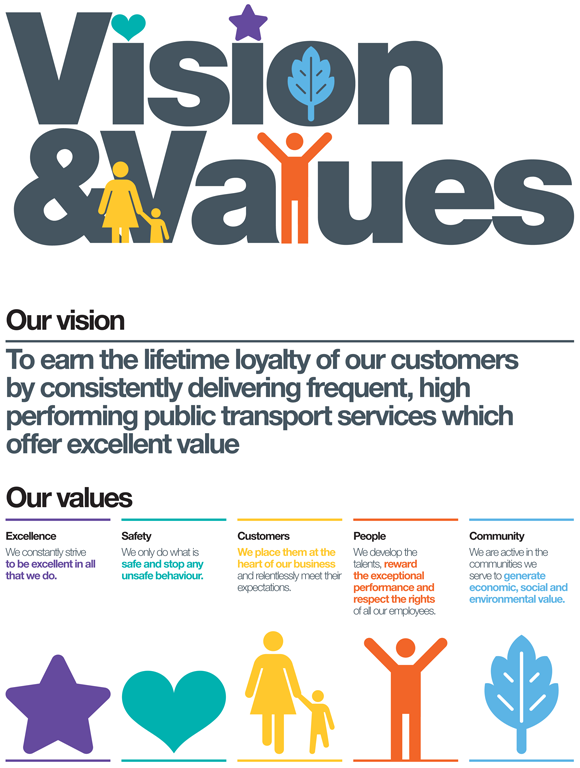 Vision
&Values
Our vision
To earn the lifetime loyalty of our customers
by consistently delivering frequent, high
performing public transport services which
offer excellent value
Our values
Excellence
We constantly strive
to be excellent in all
that we do.
Safety
We only do what is
safe and stop any
unsafe behaviour.
Customers
We place them at the
heart of our business
and relentlessly meet their
expectations.
People
We develop the
talents, reward
the exceptional
performance and
respect the rights
of all our employees.
Community
We are active in the
communities we
serve to generate
economic, social and
environmental value.